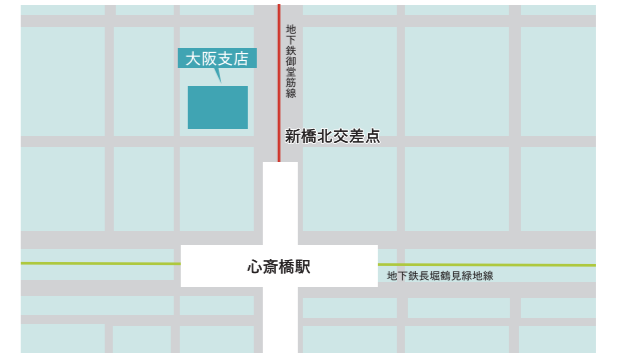 大阪支店
地下鉄御堂筋線
新橋北交差点
心斎橋駅
地下鉄長堀鶴見緑地線